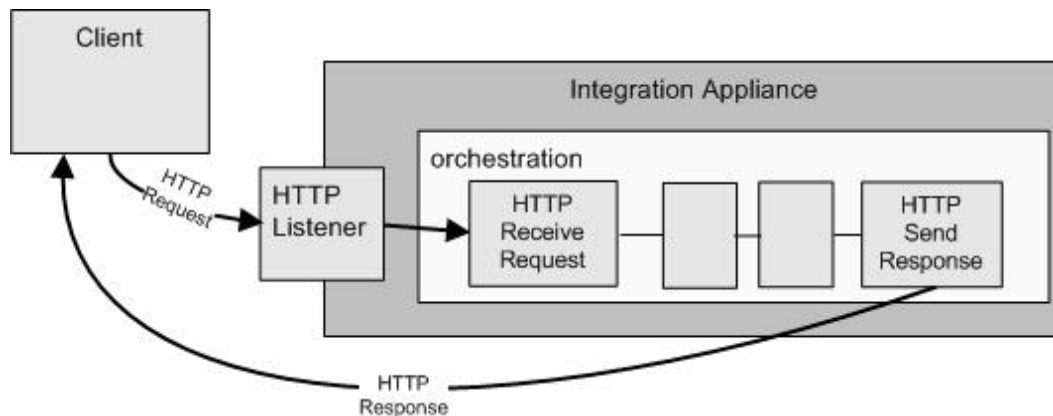 Client
Integration Appliance
orchestration
HTTP
Request
HTTP
Listener
HTTP
Receive
Request
HTTP
Send
Response
HTTP
Response